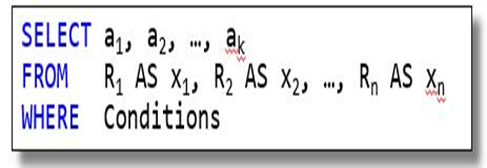 SELECT a₁, a₂, …, aₖ
FROM R₁ AS x₁, R₂ AS x₂, …, Rₙ AS xₙ
WHERE Conditions